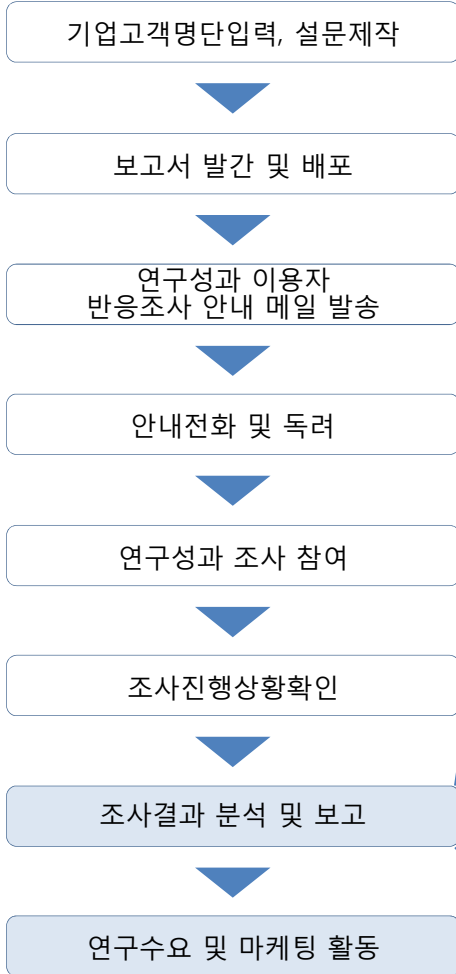 기업고객명단입력, 설문제작
보고서 발간 및 배포
연구성과 이용자
반응조사 안내 메일 발송
안내전화 및 독려
연구성과 조사 참여
조사진행상황확인
조사결과 분석 및 보고
연구수요 및 마케팅 활동